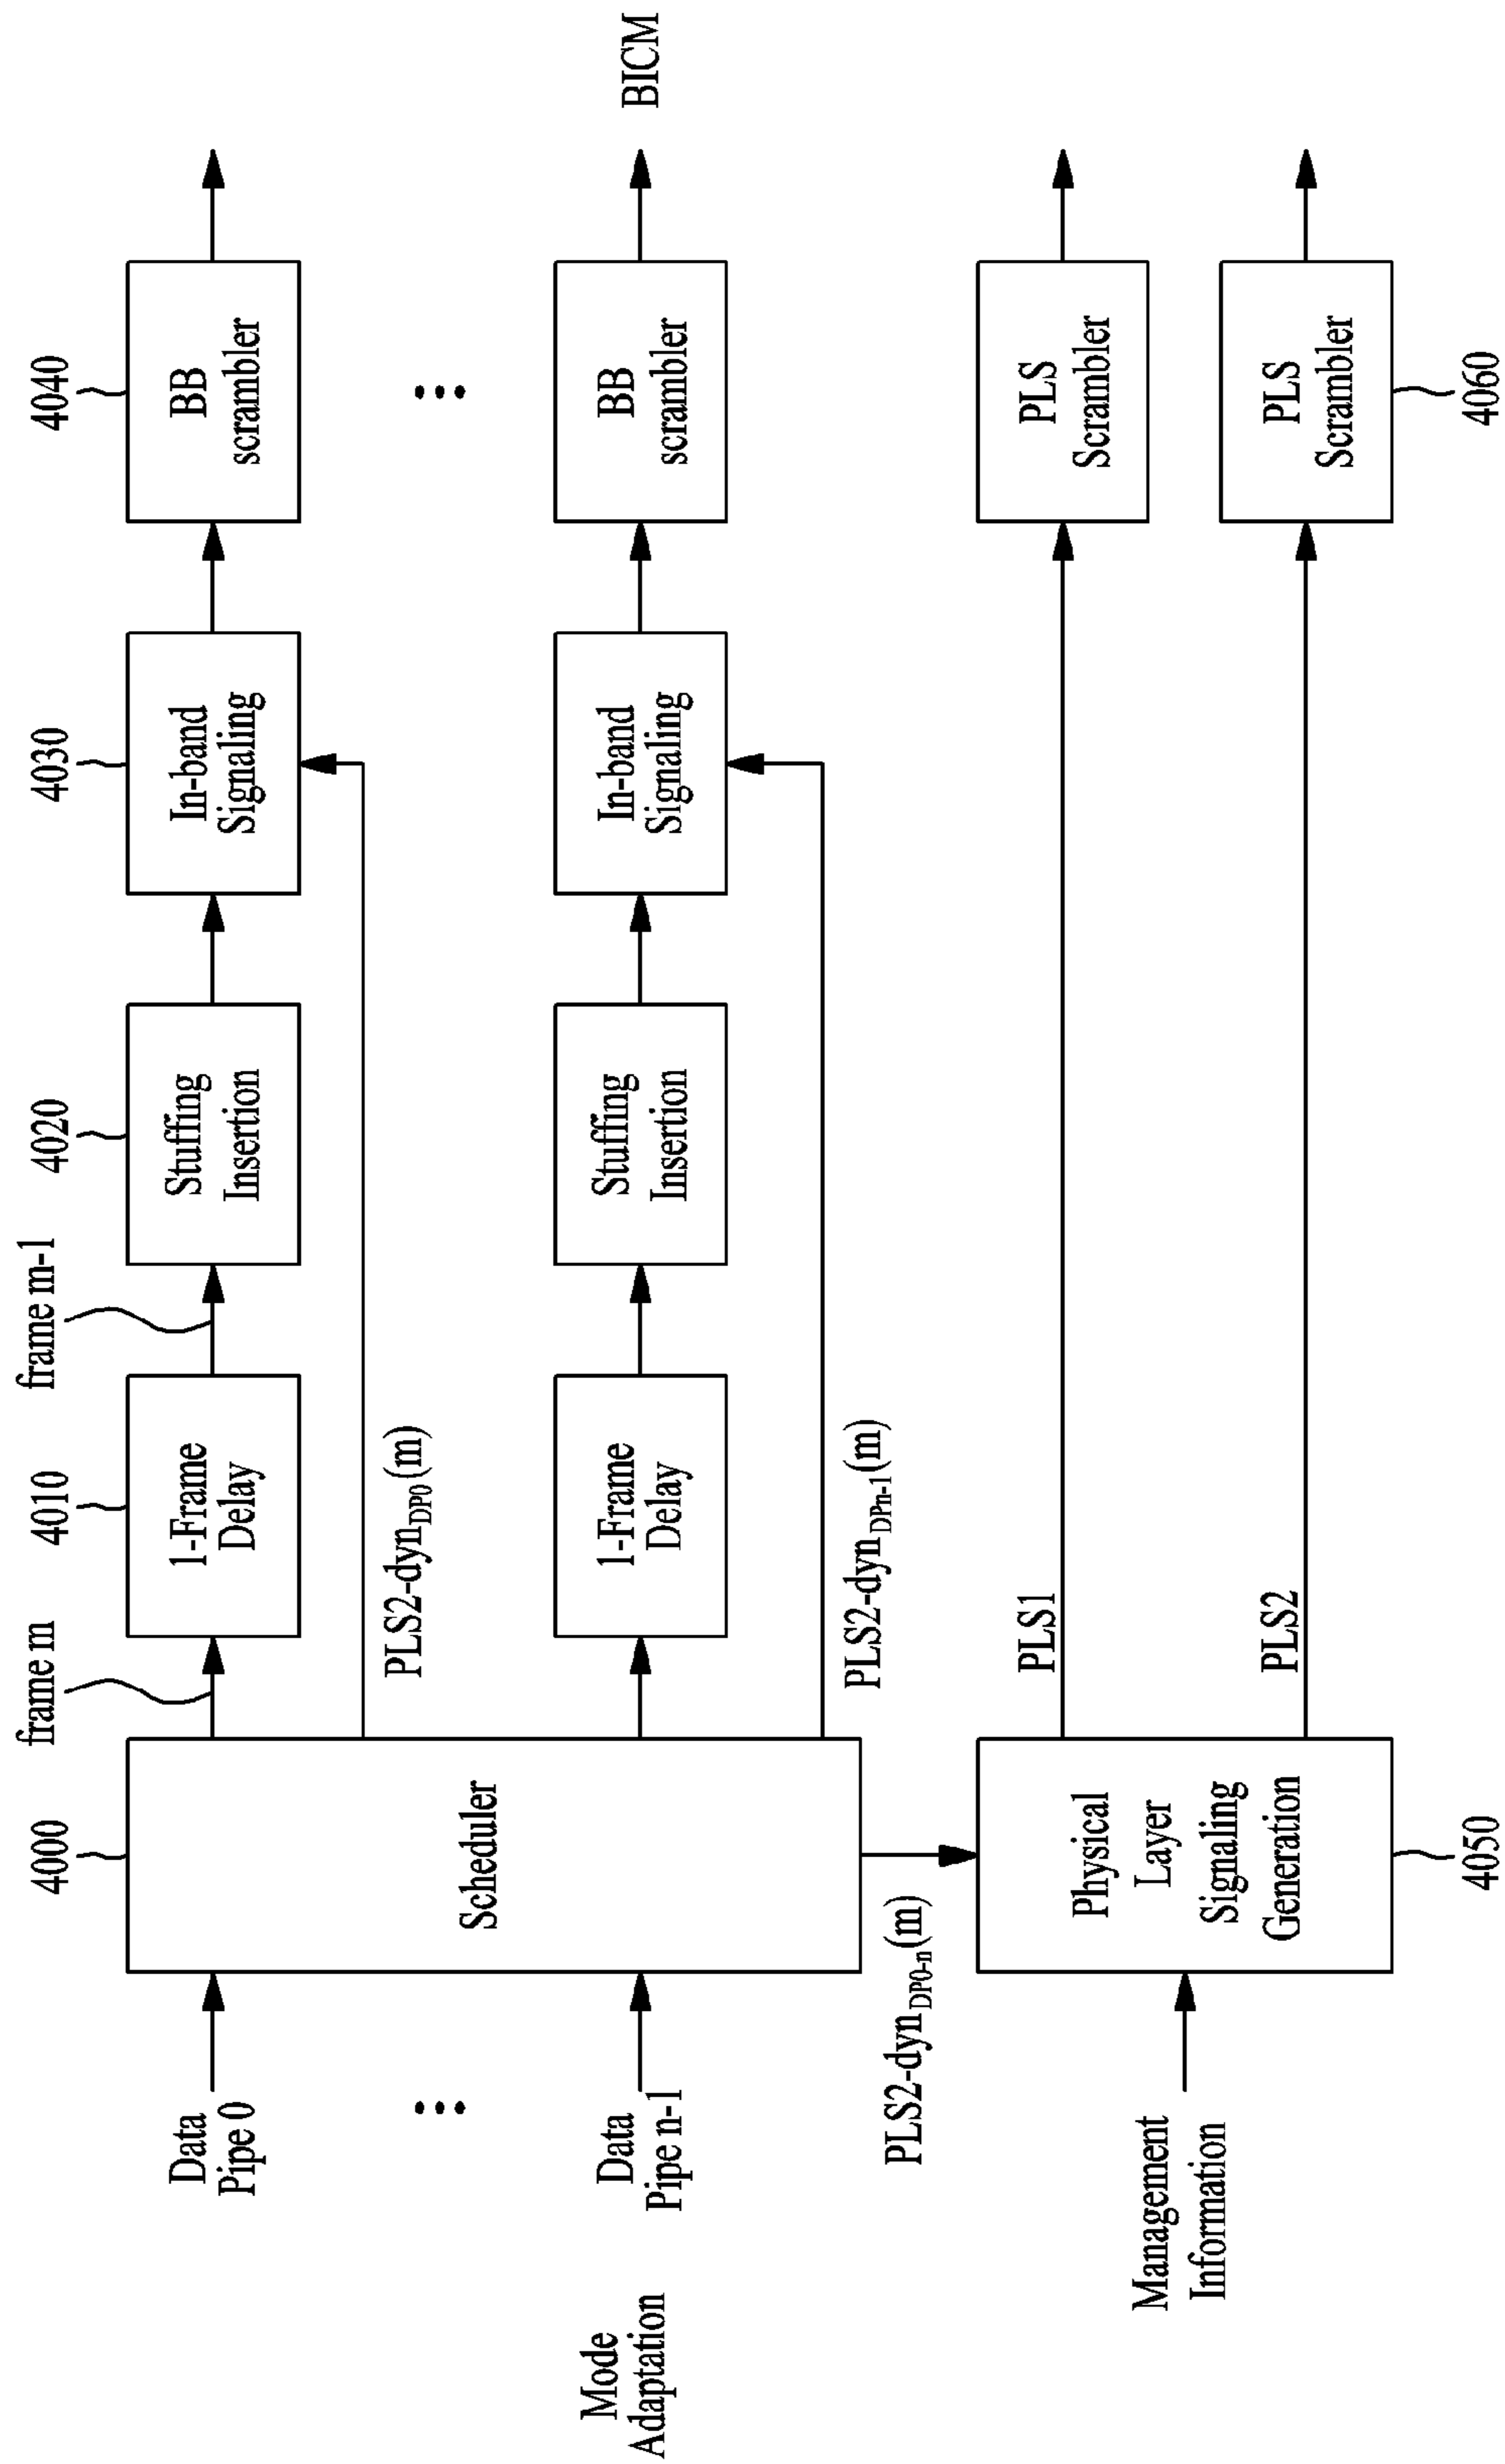 4000
4010
4020
4030
4040
frame m
frame m-1
Data
Pipe 0
Scheduler
1-Frame
Delay
Stuffing
Insertion
In-band
Signaling
BB
scrambler
PLS2-dynDP0(m)
...
...
Mode
Adaptation
Data
Pipe n-1
1-Frame
Delay
Stuffing
Insertion
In-band
Signaling
BB
scrambler
BICM
PLS2-dynDPn-1(m)
PLS2-dynDP0-n(m)
Management
Information
Physical
Layer
Signaling
Generation
PLS1
PLS
Scrambler
PLS2
PLS
Scrambler
4050
4060